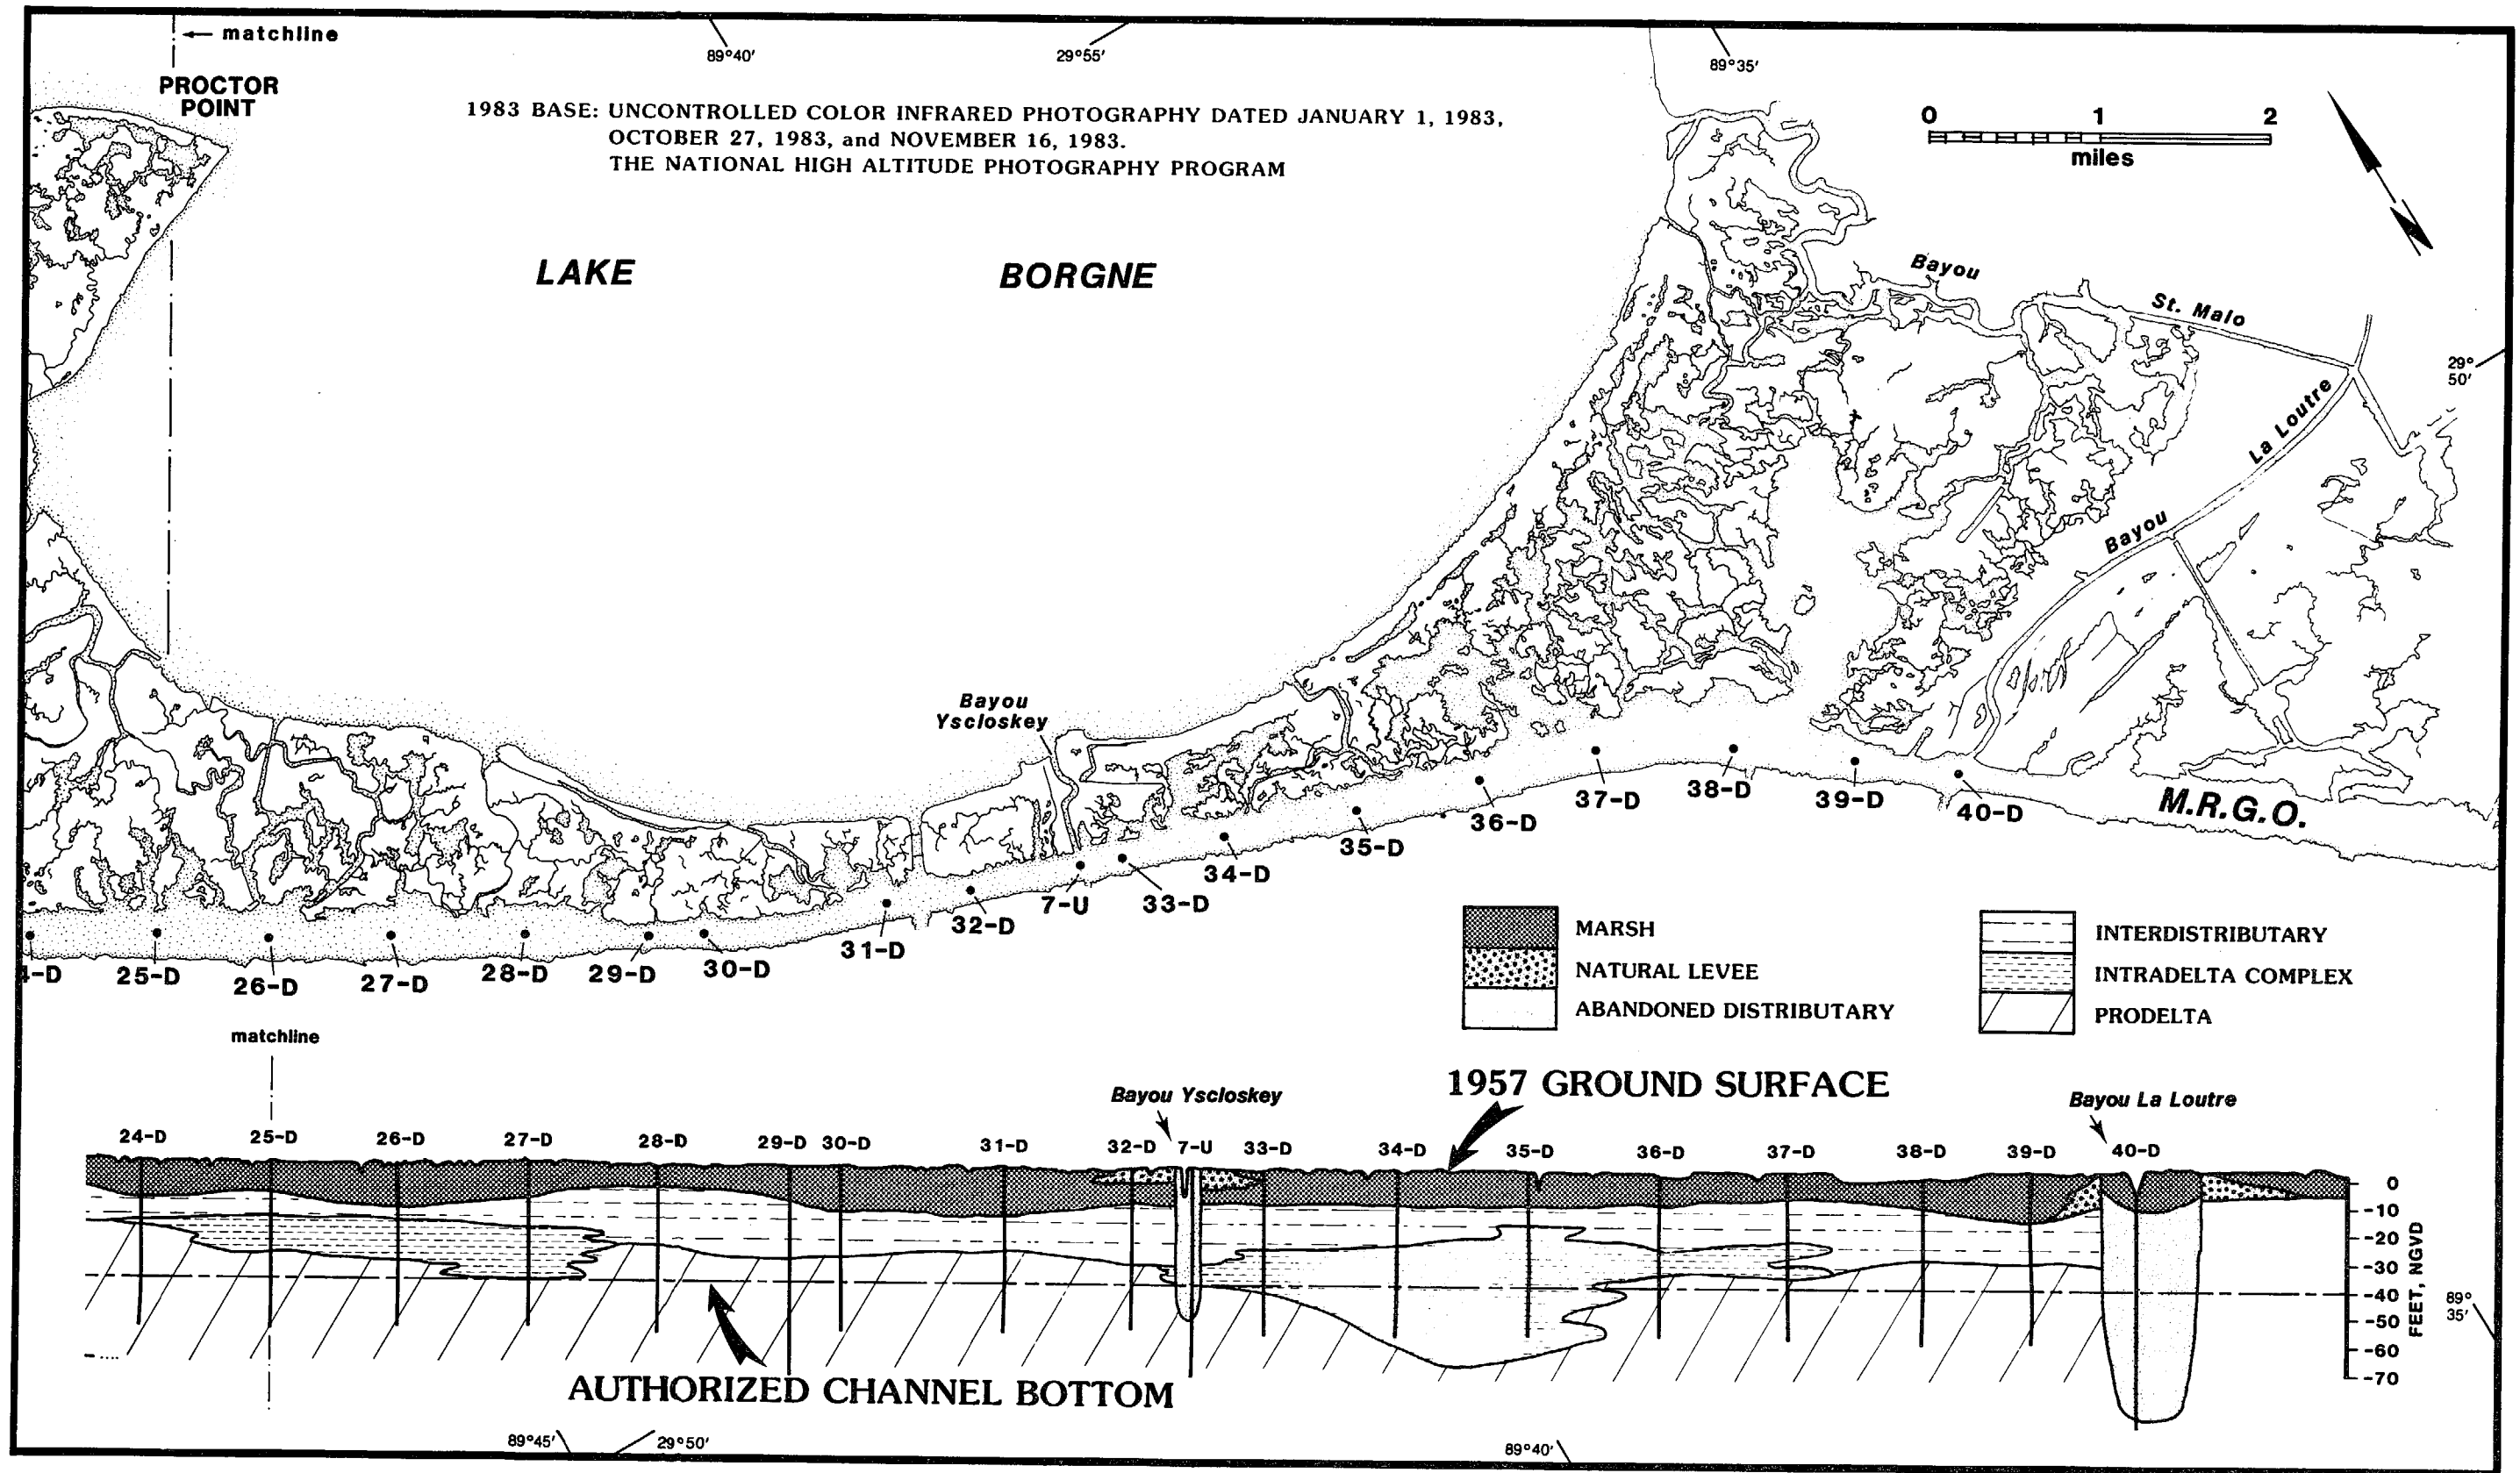 matchline
89°40'
29°55'
89°35'
PROCTOR
POINT
1983 BASE: UNCONTROLLED COLOR INFRARED PHOTOGRAPHY DATED JANUARY 1, 1983,
OCTOBER 27, 1983, and NOVEMBER 16, 1983.
THE NATIONAL HIGH ALTITUDE PHOTOGRAPHY PROGRAM
0 1 2
miles
LAKE BORGNE
Bayou
St. Malo
29°
50'
La Loutre
Bayou
Bayou
Yscloskey
M.R.G.O.
4-D
25-D
26-D
27-D
28-D
29-D
30-D
31-D
32-D
7-U
33-D
34-D
35-D
36-D
37-D
38-D
39-D
40-D
MARSH
NATURAL LEVEE
ABANDONED DISTRIBUTARY
INTERDISTRIBUTARY
INTRADELTA COMPLEX
PRODELTA
matchline
1957 GROUND SURFACE
Bayou Yscloskey
Bayou La Loutre
24-D 25-D 26-D 27-D 28-D 29-D 30-D 31-D 32-D 7-U 33-D 34-D 35-D 36-D 37-D 38-D 39-D 40-D
0
-10
-20
-30
-40
-50
-60
-70
FEET, NGVD
89°
35'
AUTHORIZED CHANNEL BOTTOM
89°45'
29°50'
89°40'